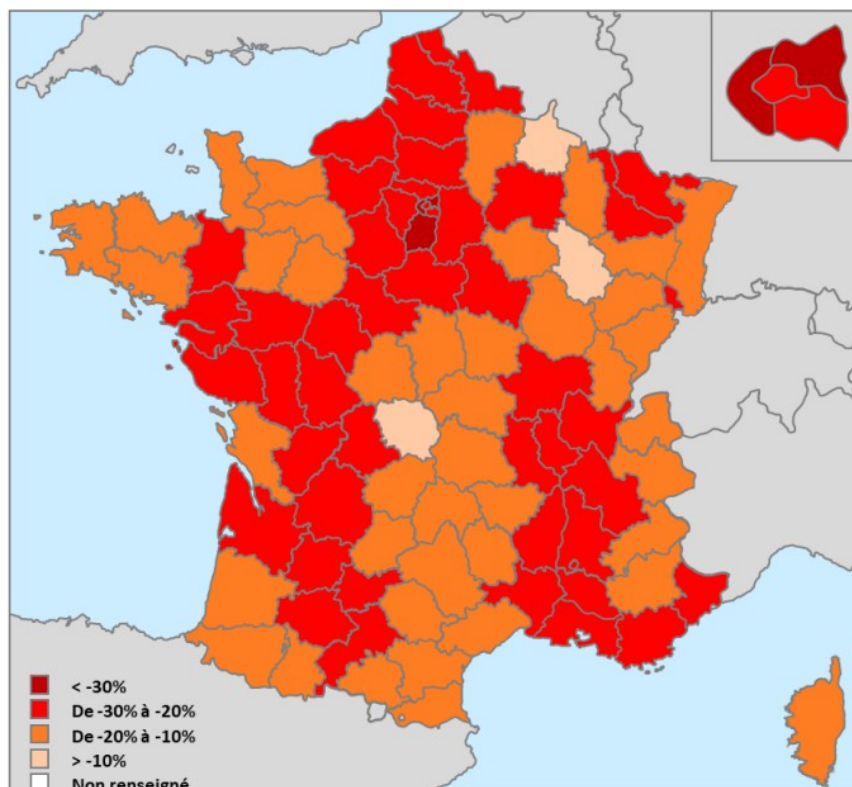 < -30%
De -30% à -20%
De -20% à -10%
> -10%
Non renseigné